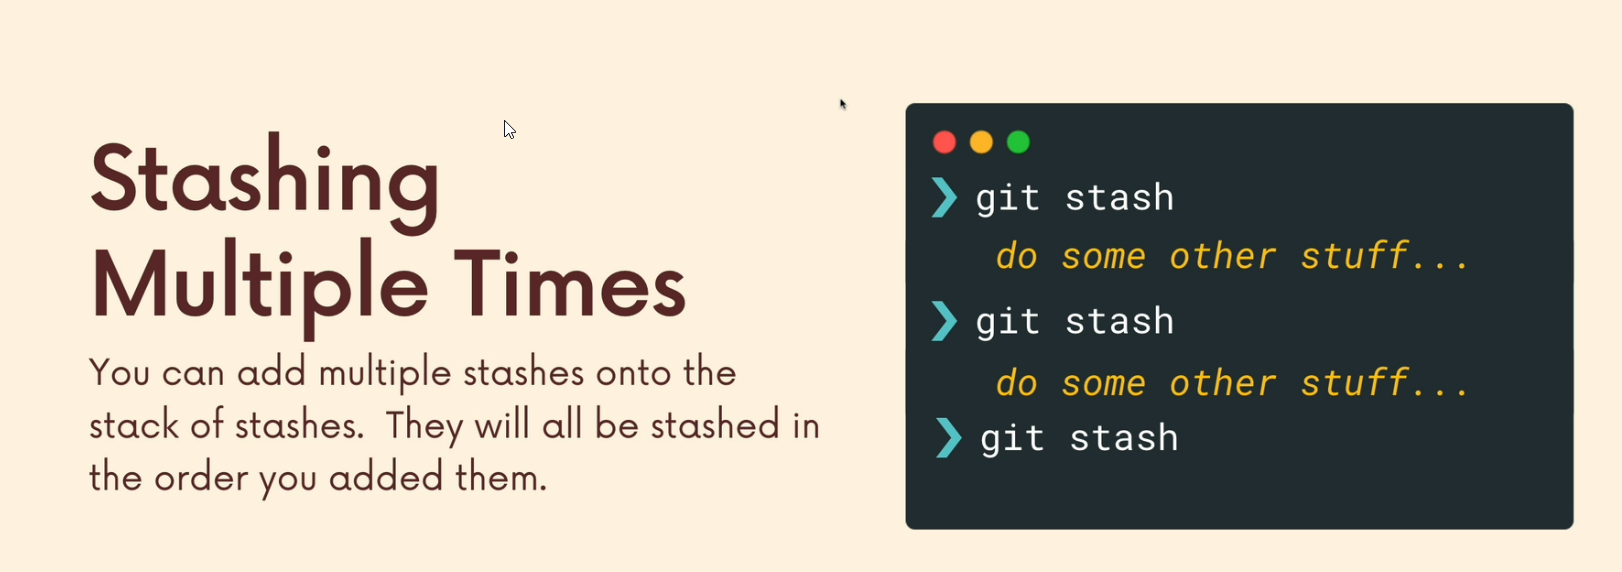 Stashing
Multiple Times
You can add multiple stashes onto the
stack of stashes.  They will all be stashed in
the order you added them.
❯ git stash
do some other stuff...
❯ git stash
do some other stuff...
❯ git stash